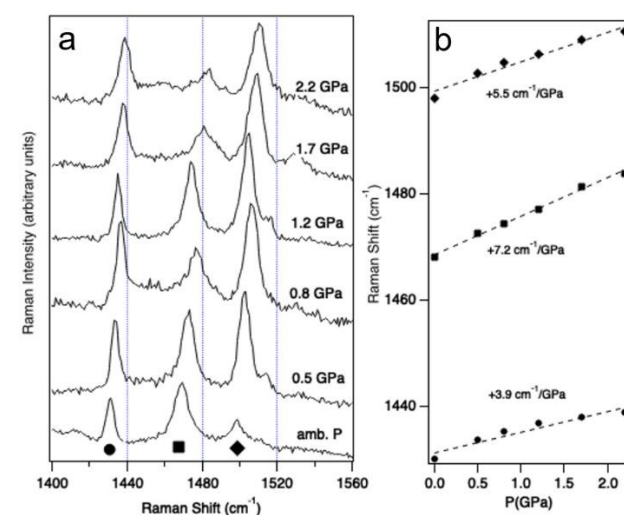 a
2.2 GPa
1.7 GPa
1.2 GPa
0.8 GPa
0.5 GPa
amb. P
Raman Intensity (arbitrary units)
1400
1440
1480
1520
1560
Raman Shift (cm⁻¹)
b
1500
1480
1460
1440
Raman Shift (cm⁻¹)
+5.5 cm⁻¹/GPa
+7.2 cm⁻¹/GPa
+3.9 cm⁻¹/GPa
0.0
0.5
1.0
1.5
2.0
P(GPa)